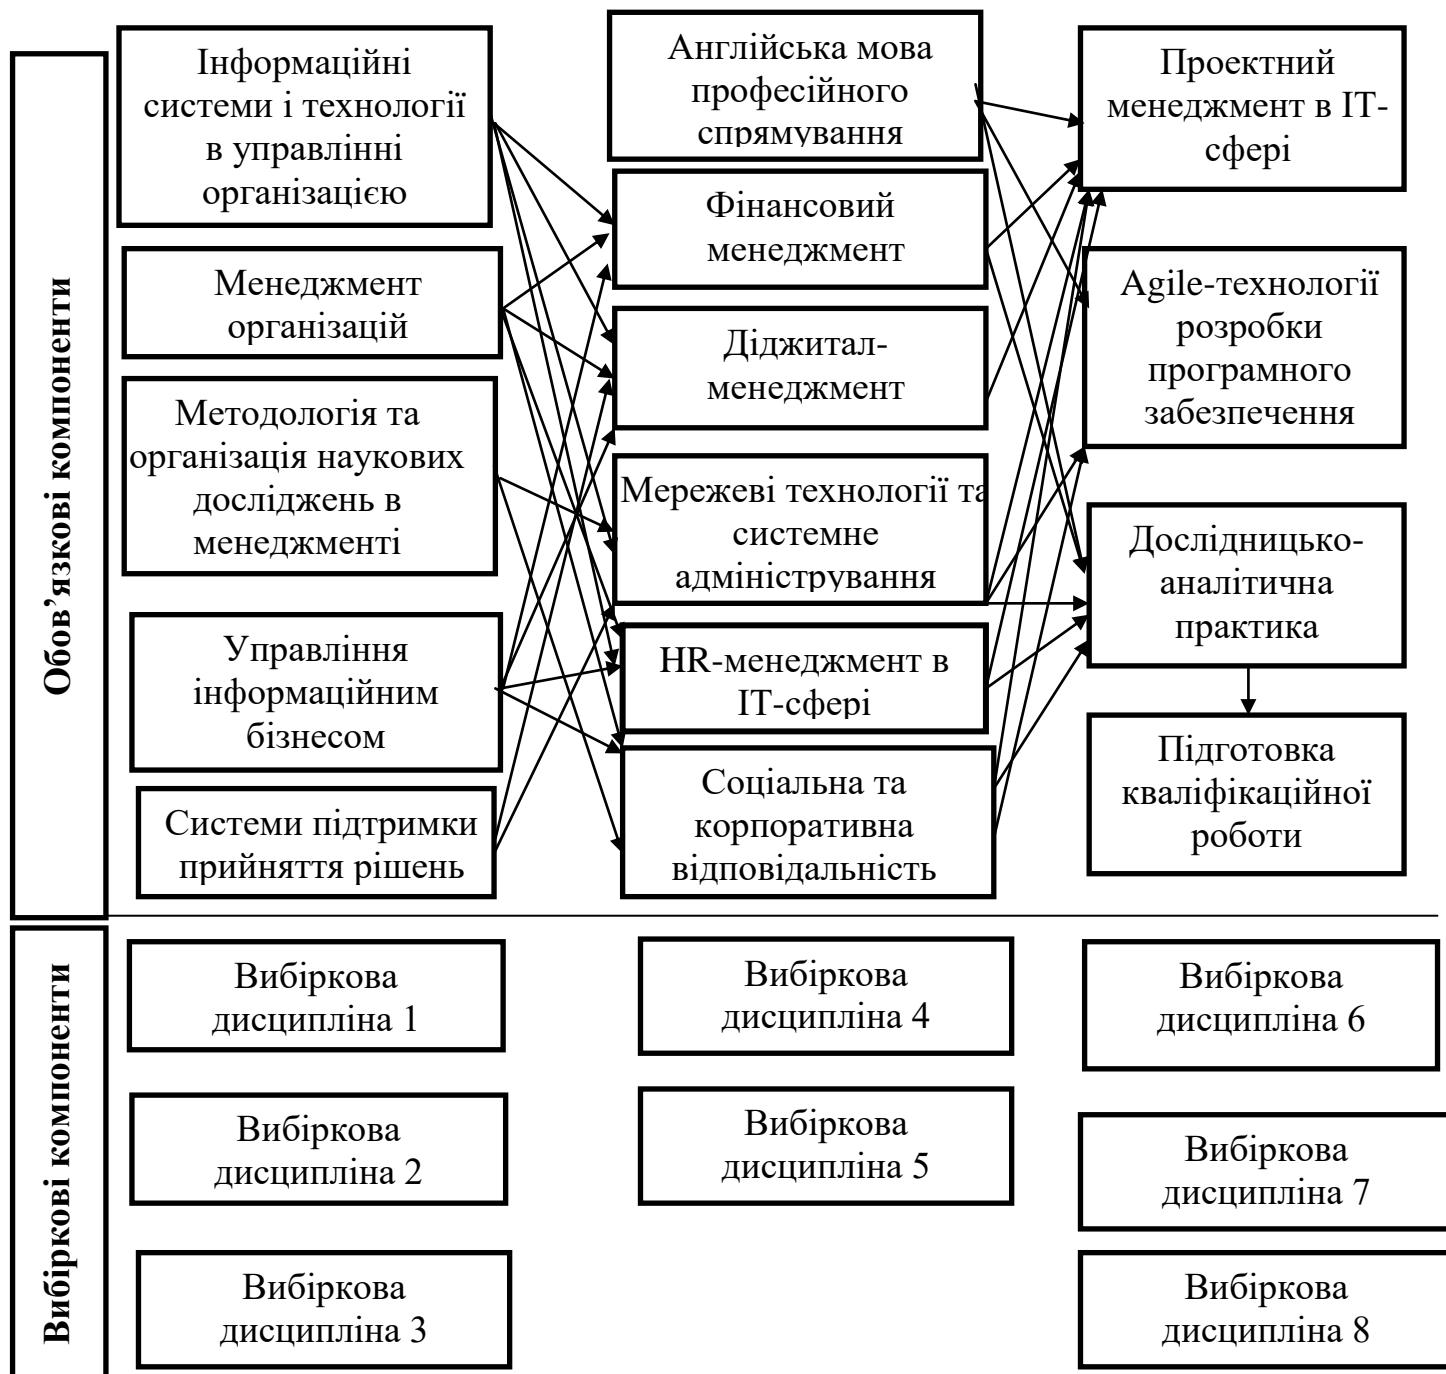 Обов’язкові компоненти
Інформаційні
системи і технології
в управлінні
організацією
Менеджмент
організацій
Методологія та
організація наукових
досліджень в
менеджменті
Управління
інформаційним
бізнесом
Системи підтримки
прийняття рішень
Англійська мова
професійного
спрямування
Фінансовий
менеджмент
Діджитал-
менеджмент
Мережеві технології та
системне
адміністрування
HR-менеджмент в
ІТ-сфері
Соціальна та
корпоративна
відповідальність
Проектний
менеджмент в ІТ-
сфері
Agile-технології
розробки
програмного
забезпечення
Дослідницько-
аналітична
практика
Підготовка
кваліфікаційної
роботи
Вибіркові компоненти
Вибіркова
дисципліна 1
Вибіркова
дисципліна 2
Вибіркова
дисципліна 3
Вибіркова
дисципліна 4
Вибіркова
дисципліна 5
Вибіркова
дисципліна 6
Вибіркова
дисципліна 7
Вибіркова
дисципліна 8